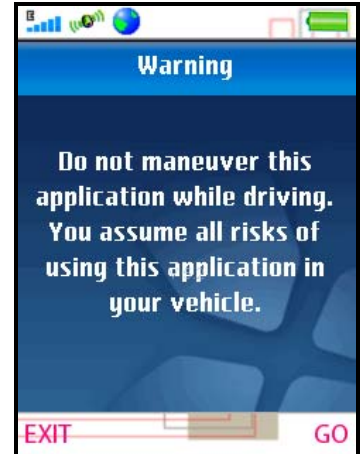 E
Warning
Do not maneuver this
application while driving.
You assume all risks of
using this application in
your vehicle.
EXIT GO